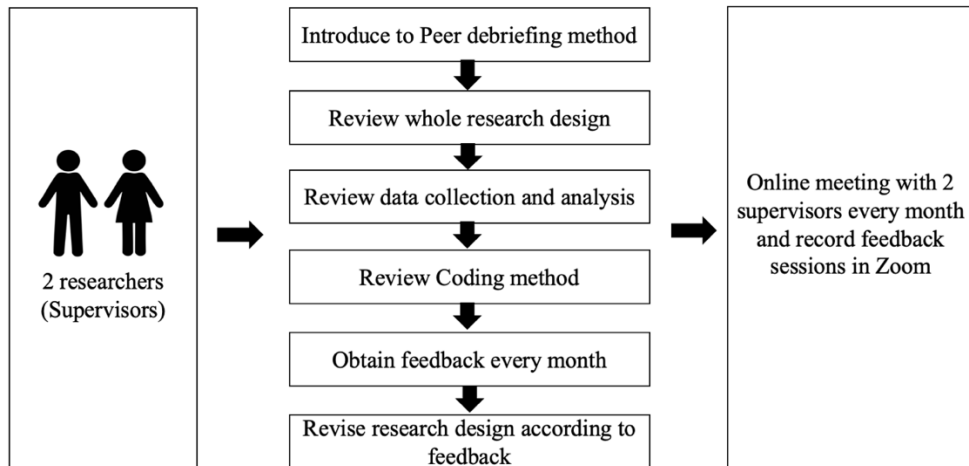 2 researchers
(Supervisors)
Introduce to Peer debriefing method
Review whole research design
Review data collection and analysis
Review Coding method
Obtain feedback every month
Revise research design according to
feedback
Online meeting with 2
supervisors every month
and record feedback
sessions in Zoom